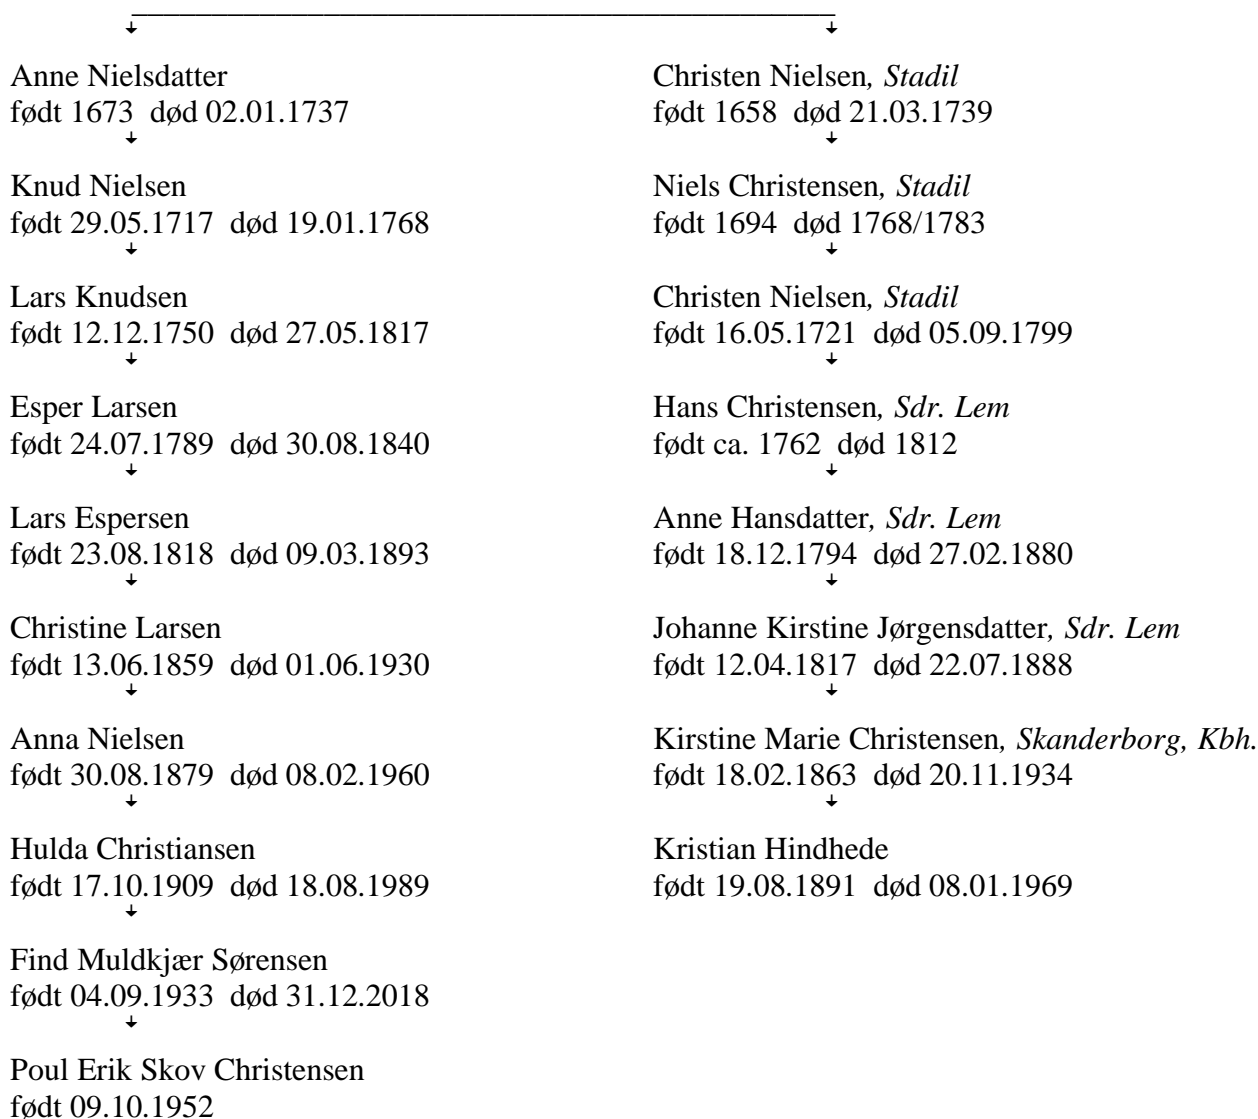 Anne Nielsdatter
født 1673 død 02.01.1737
Christen Nielsen, Stadil
født 1658 død 21.03.1739
Knud Nielsen
født 29.05.1717 død 19.01.1768
Niels Christensen, Stadil
født 1694 død 1768/1783
Lars Knudsen
født 12.12.1750 død 27.05.1817
Christen Nielsen, Stadil
født 16.05.1721 død 05.09.1799
Esper Larsen
født 24.07.1789 død 30.08.1840
Hans Christensen, Sdr. Lem
født ca. 1762 død 1812
Lars Espersen
født 23.08.1818 død 09.03.1893
Anne Hansdatter, Sdr. Lem
født 18.12.1794 død 27.02.1880
Christine Larsen
født 13.06.1859 død 01.06.1930
Johanne Kirstine Jørgensdatter, Sdr. Lem
født 12.04.1817 død 22.07.1888
Anna Nielsen
født 30.08.1879 død 08.02.1960
Kirstine Marie Christensen, Skanderborg, Kbh.
født 18.02.1863 død 20.11.1934
Hulda Christiansen
født 17.10.1909 død 18.08.1989
Kristian Hindhede
født 19.08.1891 død 08.01.1969
Find Muldkjær Sørensen
født 04.09.1933 død 31.12.2018
Poul Erik Skov Christensen
født 09.10.1952